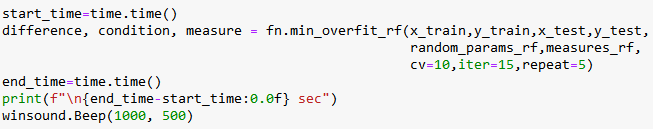 start_time=time.time()
difference, condition, measure = fn.min_overfit_rf(x_train,y_train,x_test,y_test,
random_params_rf,measures_rf,
cv=10,iter=15,repeat=5)
end_time=time.time()
print(f"\n{end_time-start_time:0.0f} sec")
winsound.Beep(1000, 500)